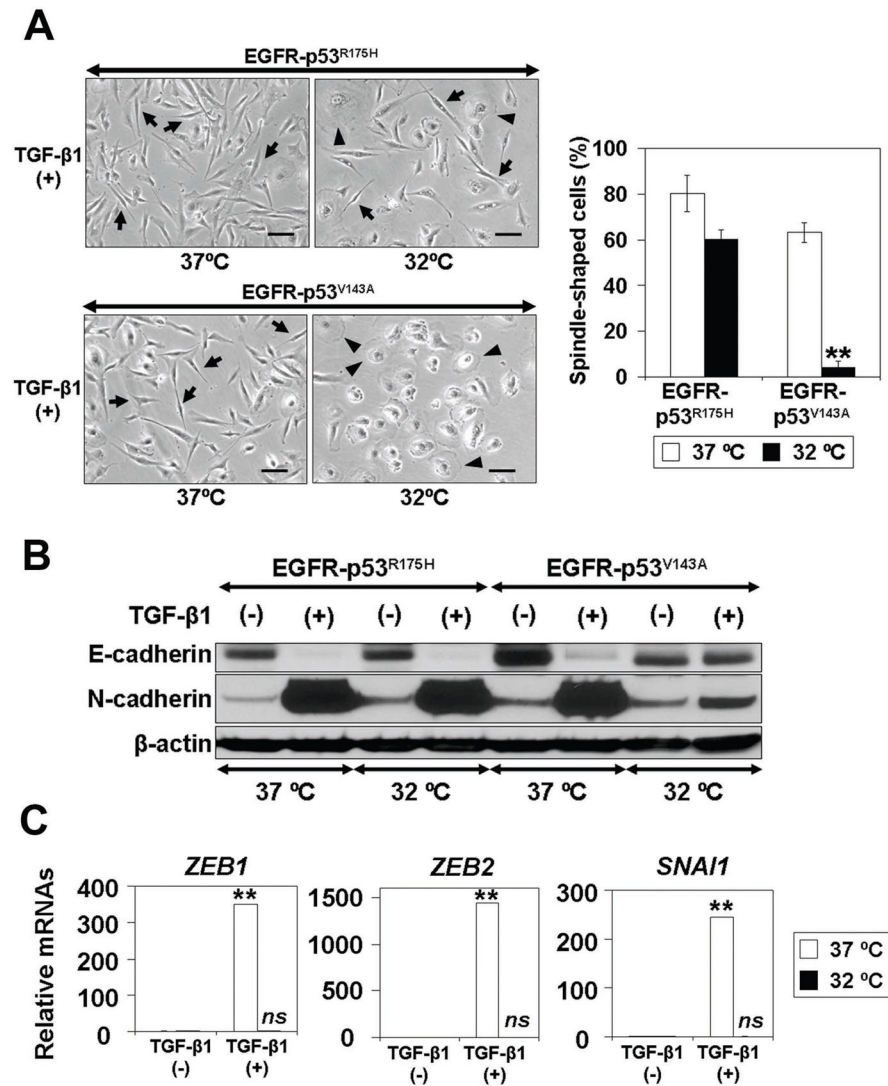 A
EGFR-p53R175H
TGF-β1
(+)
37ºC
32ºC
EGFR-p53V143A
TGF-β1
(+)
37ºC
32ºC
Spindle-shaped cells (%)
100
80
60
40
20
0
**
EGFR-
p53R175H
EGFR-
p53V143A
37 ºC
32 ºC
B
EGFR-p53R175H
EGFR-p53V143A
TGF-β1 (-) (+) (-) (+) (-) (+) (-) (+)
E-cadherin
N-cadherin
β-actin
37 ºC 32 ºC 37 ºC 32 ºC
C
Relative mRNAs
ZEB1
400
300
200
100
0
**
ns
TGF-β1 TGF-β1
(-) (+)
ZEB2
1500
1000
500
0
**
ns
TGF-β1 TGF-β1
(-) (+)
SNAI1
300
200
100
0
**
ns
TGF-β1 TGF-β1
(-) (+)
37 ºC
32 ºC